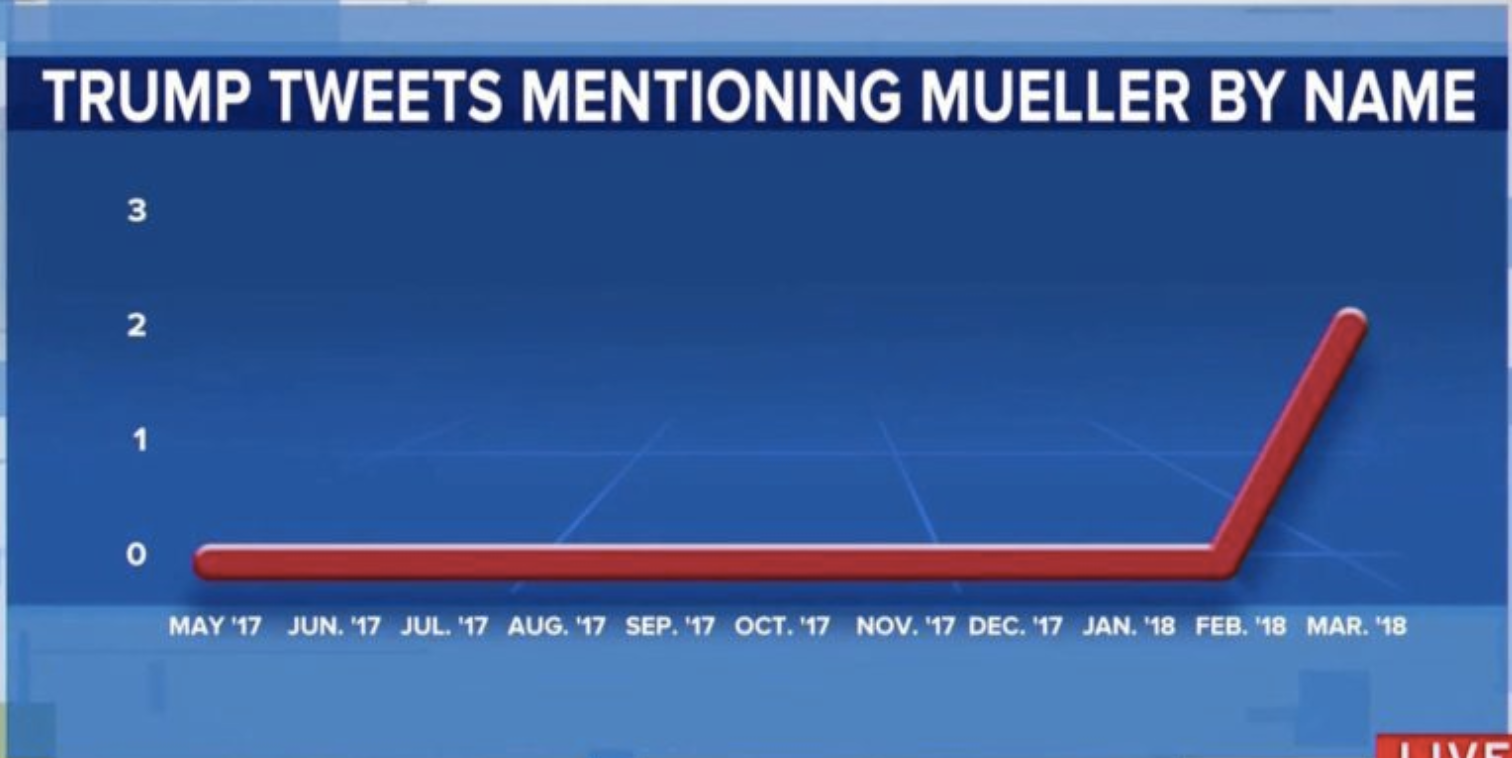 TRUMP TWEETS MENTIONING MUELLER BY NAME
3
2
1
0
MAY '17 JUN. '17 JUL. '17 AUG. '17 SEP. '17 OCT. '17 NOV. '17 DEC. '17 JAN. '18 FEB. '18 MAR. '18
LIVE